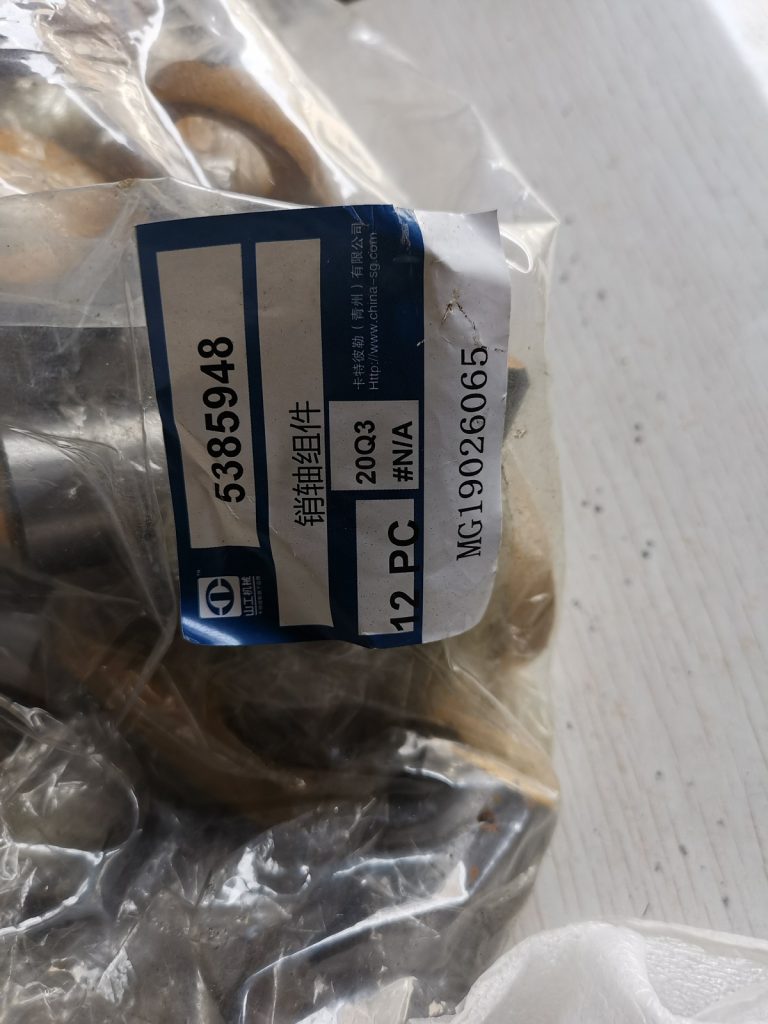 5385948
销轴组件
卡特彼勒（青州）有限公司
Http://www.china-sg.com
20Q3
#N/A
12 PC
山工机械
MG19026065